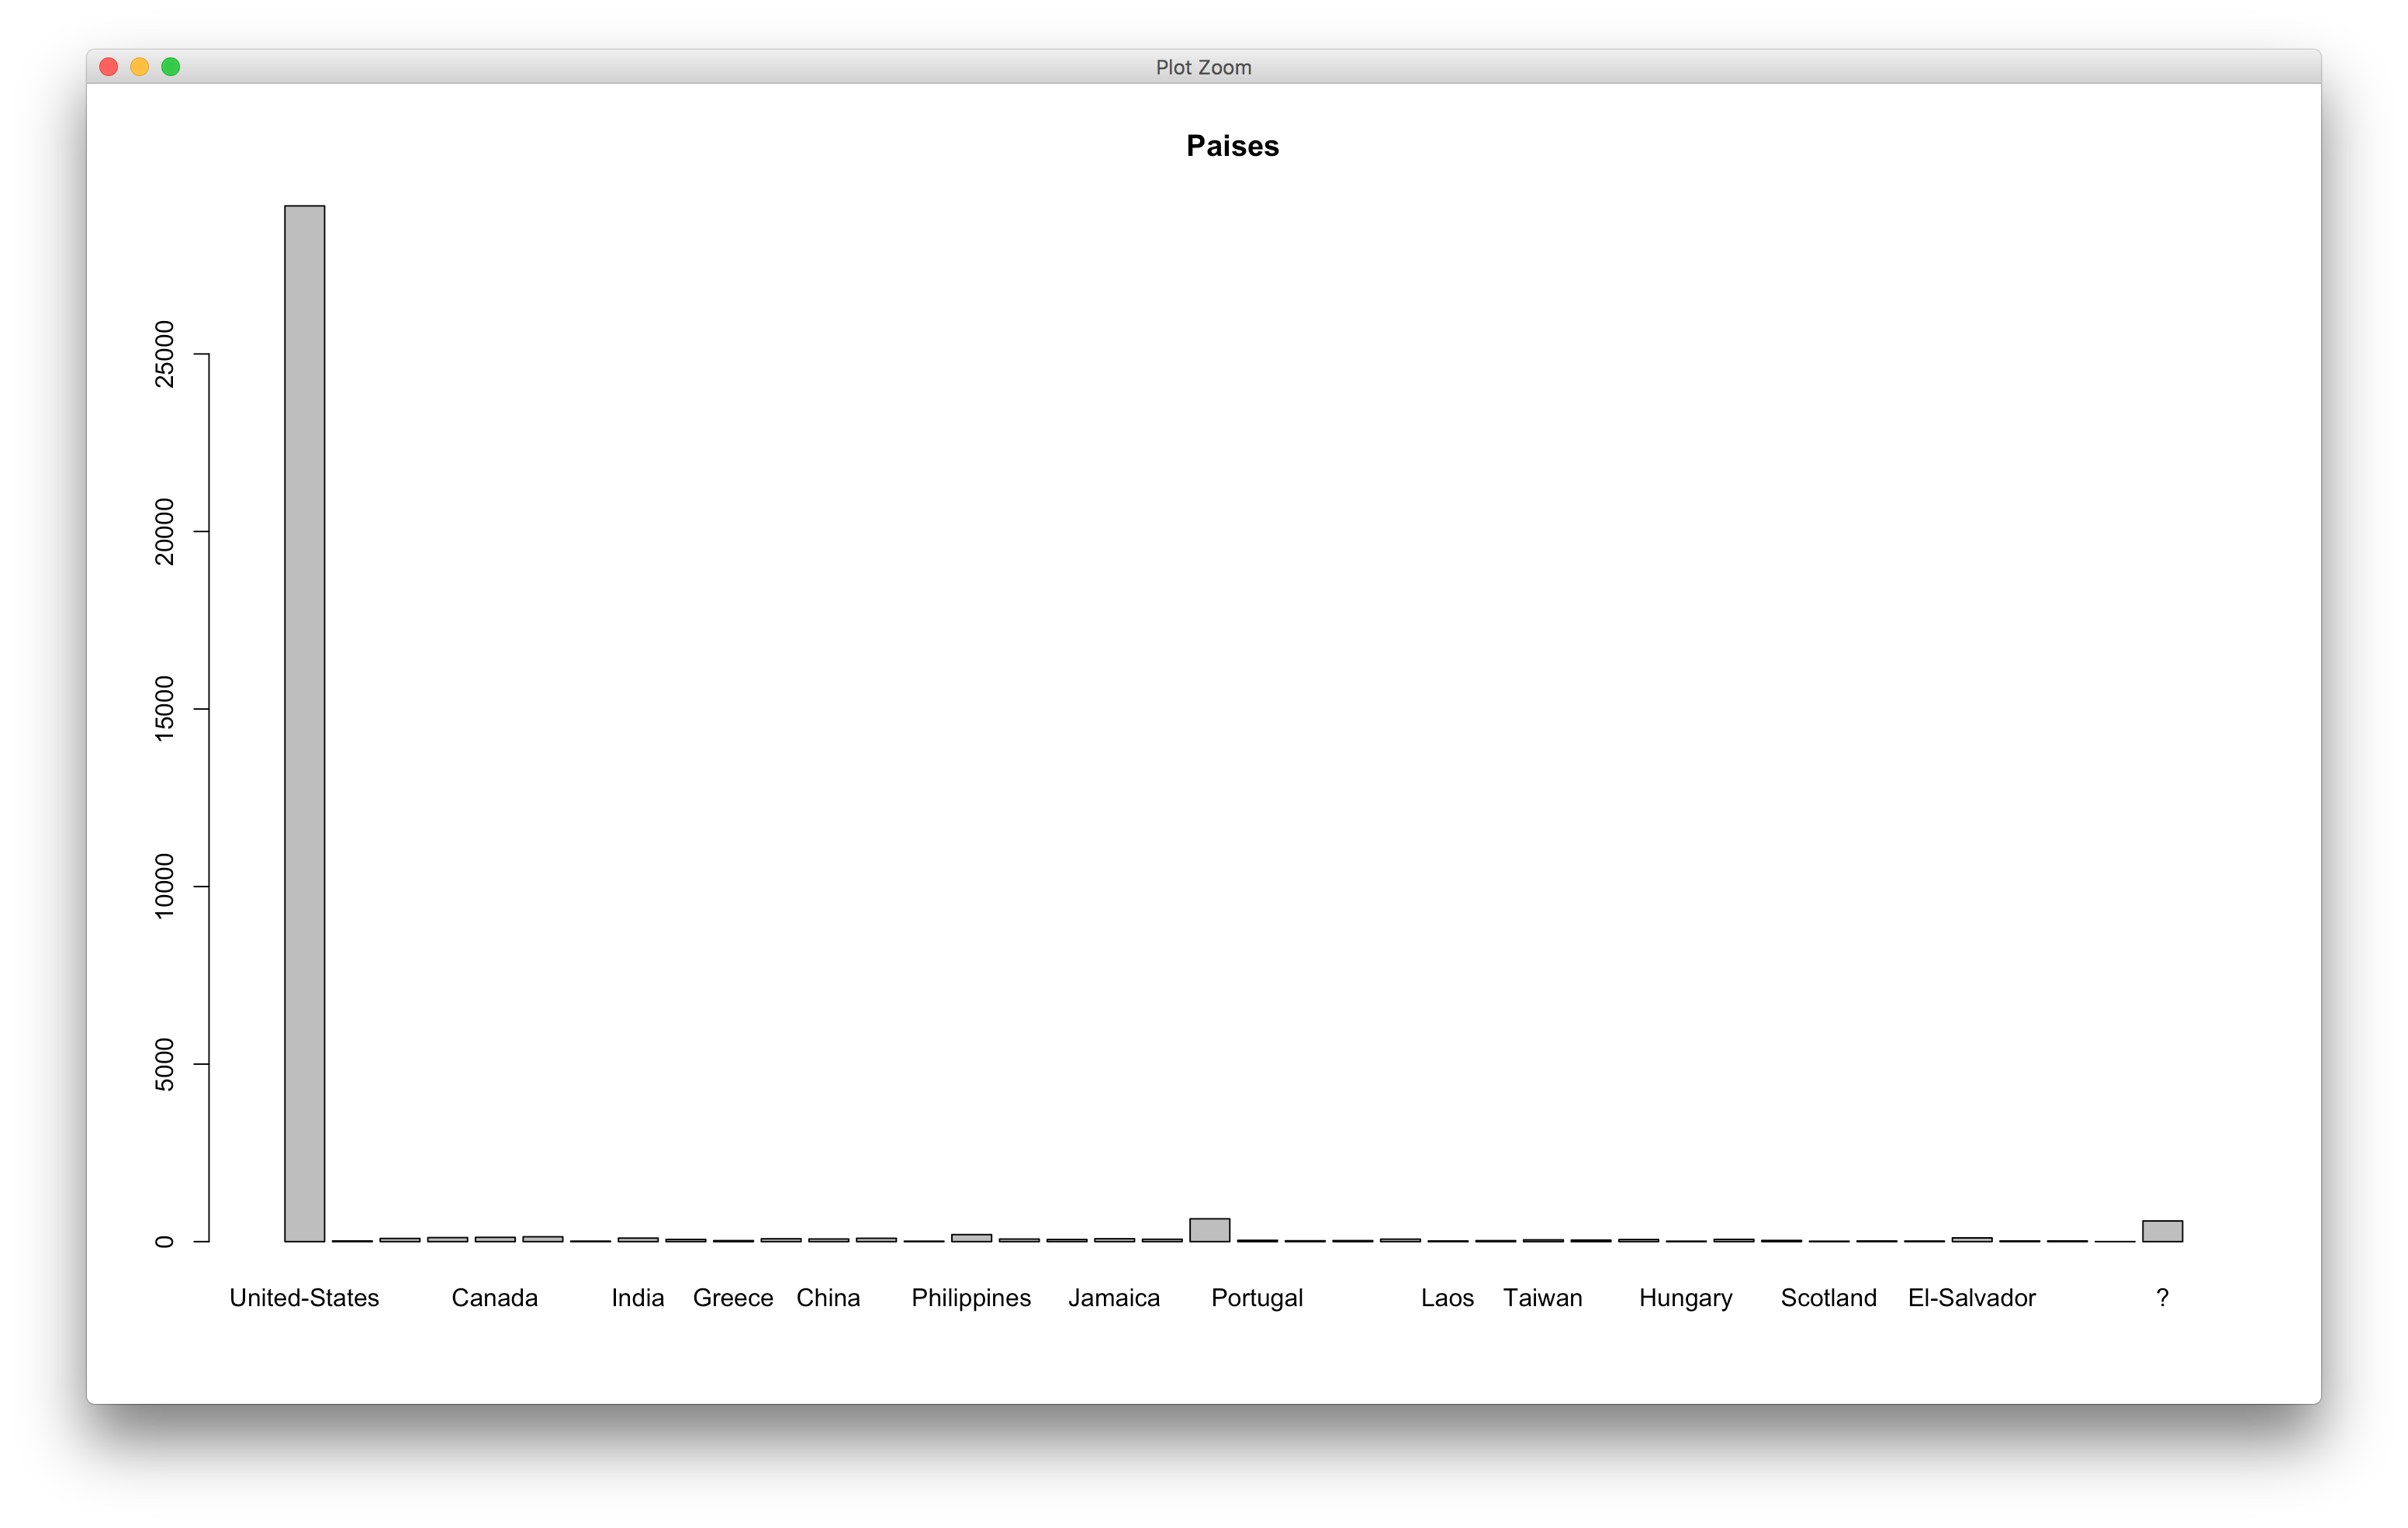 Plot Zoom
Paises
25000
20000
15000
10000
5000
0
United-States Canada India Greece China Philippines Jamaica Portugal Laos Taiwan Hungary Scotland El-Salvador ?